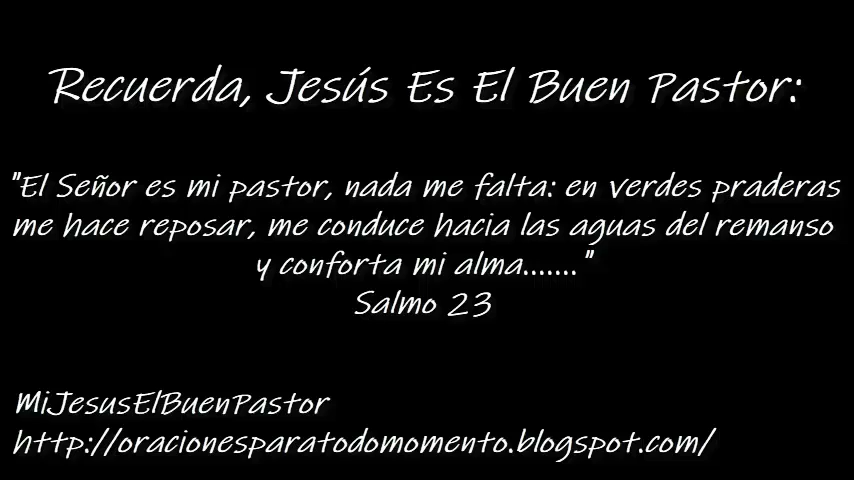 Recuerda, Jesús Es El Buen Pastor:
"El Señor es mi pastor, nada me falta: en verdes praderas
me hace reposar, me conduce hacia las aguas del remanso
y conforta mi alma......."
Salmo 23
MiJesusElBuenPastor
http://oracionesparatodomomento.blogspot.com/